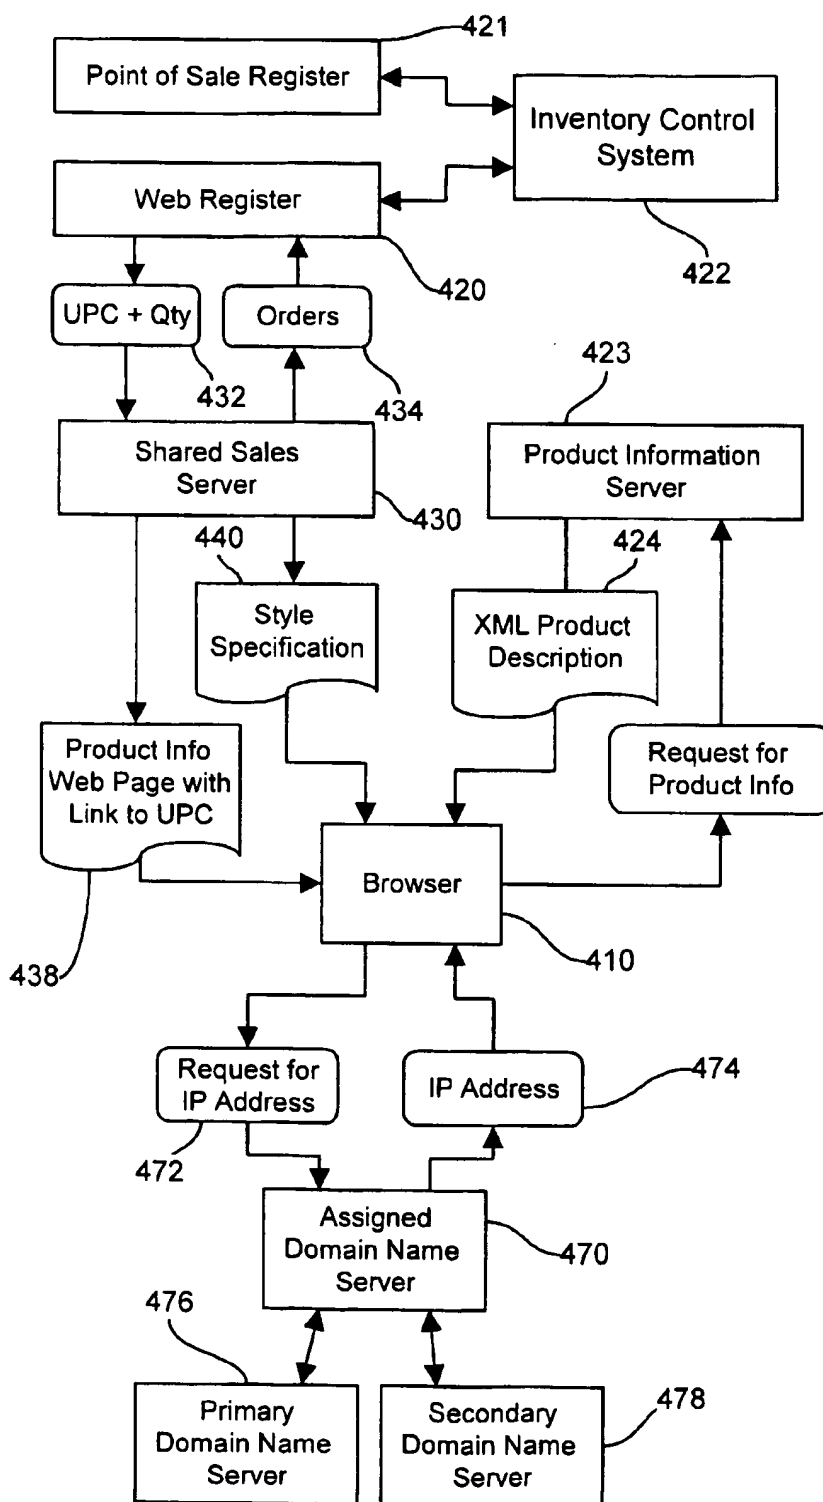 421
Point of Sale Register
Inventory Control
System
Web Register
420
422
UPC + Qty
Orders
432
434
423
Shared Sales
Server
430
Product Information
Server
440
424
Style
Specification
XML Product
Description
Product Info
Web Page with
Link to UPC
Request for
Product Info
Browser
438
410
Request for
IP Address
IP Address
474
472
Assigned
Domain Name
Server
470
476
Primary
Domain Name
Server
Secondary
Domain Name
Server
478